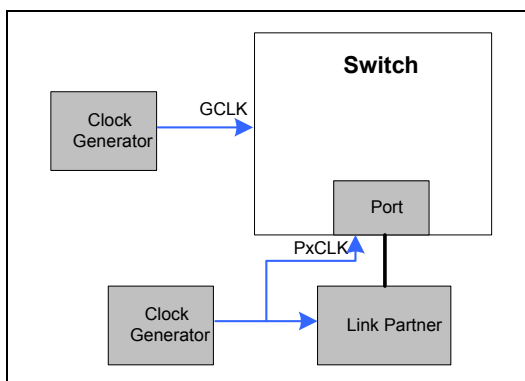 Switch
GCLK
Clock
Generator
Port
PxCLK
Clock
Generator
Link Partner